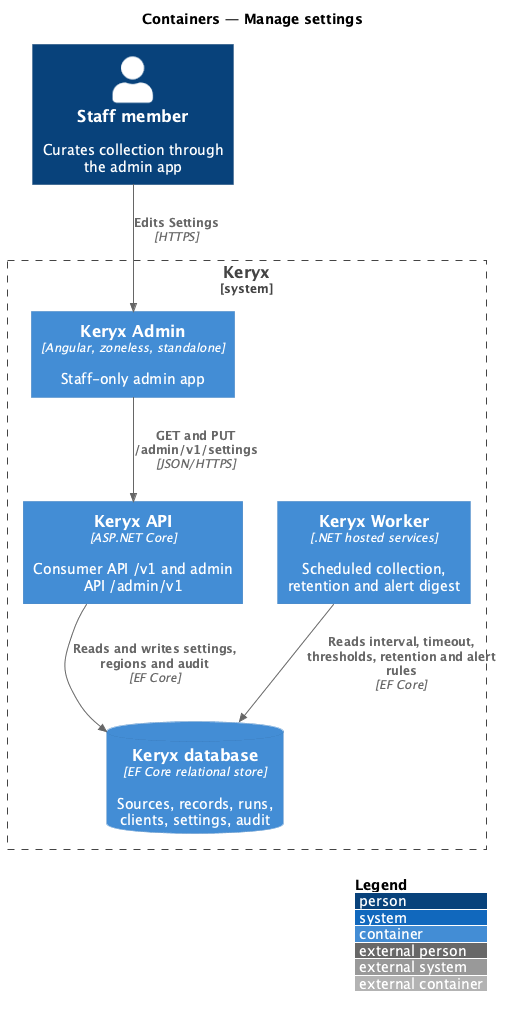 Containers — Manage settings
Staff member
Curates collection through
the admin app
Edits Settings
[HTTPS]
Keryx
[system]
Keryx Admin
[Angular, zoneless, standalone]
Staff-only admin app
GET and PUT
/admin/v1/settings
[JSON/HTTPS]
Keryx API
[ASP.NET Core]
Consumer API /v1 and admin
API /admin/v1
Keryx Worker
[.NET hosted services]
Scheduled collection,
retention and alert digest
Reads and writes settings,
regions and audit
[EF Core]
Reads interval, timeout,
thresholds, retention and alert
rules
[EF Core]
Keryx database
[EF Core relational store]
Sources, records, runs,
clients, settings, audit
Legend
person
system
container
external person
external system
external container